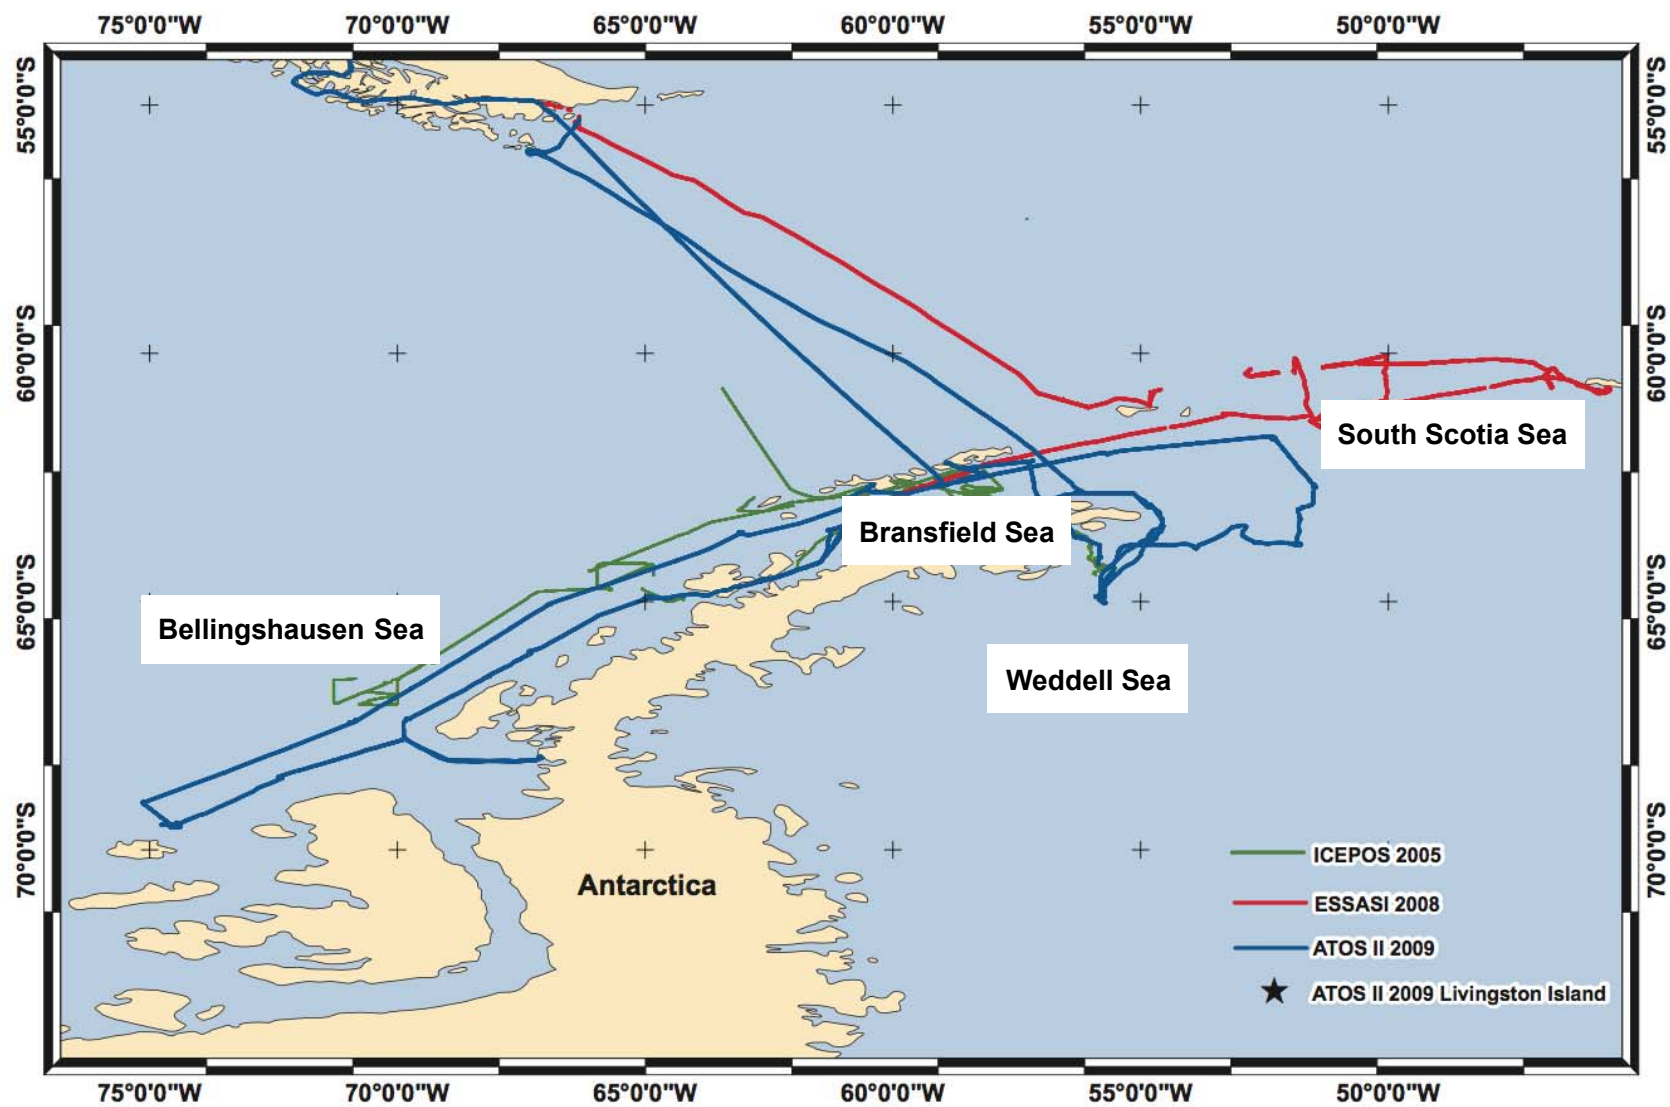 75°0'0"W 70°0'0"W 65°0'0"W 60°0'0"W 55°0'0"W 50°0'0"W
55°0'0"S 55°0'0"S
60°0'0"S 60°0'0"S
South Scotia Sea
Bransfield Sea
65°0'0"S 65°0'0"S
Bellingshausen Sea
Weddell Sea
70°0'0"S 70°0'0"S
Antarctica
ICEPOS 2005
ESSASI 2008
ATOS II 2009
ATOS II 2009 Livingston Island
75°0'0"W 70°0'0"W 65°0'0"W 60°0'0"W 55°0'0"W 50°0'0"W